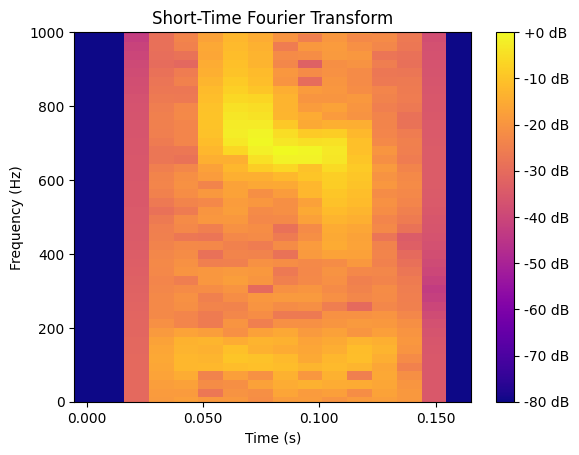 Short-Time Fourier Transform
1000
800
600
400
200
0
Frequency (Hz)
0.000
0.050
0.100
0.150
Time (s)
+0 dB
-10 dB
-20 dB
-30 dB
-40 dB
-50 dB
-60 dB
-70 dB
-80 dB